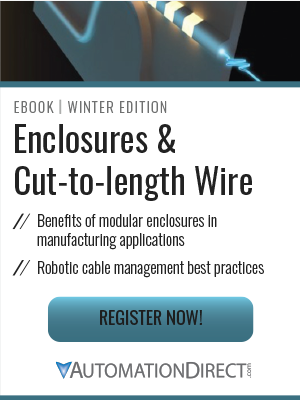 EBOOK | WINTER EDITION
Enclosures &
Cut-to-length Wire
// Benefits of modular enclosures in
manufacturing applications
// Robotic cable management best practices
REGISTER NOW!
AUTOMATIONDIRECT.com